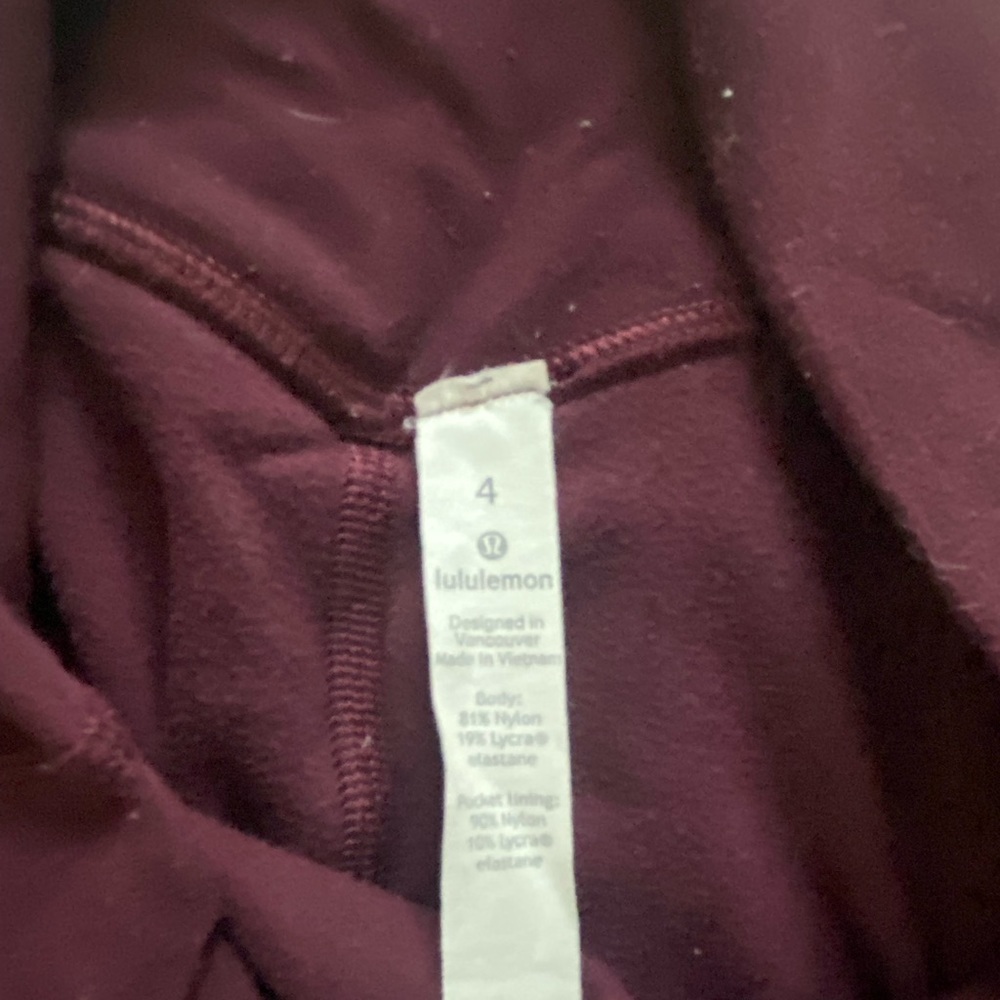 4
lululemon
Designed in
Vancouver
Made in Vietnam
Body:
81% Nylon
19% Lycra®
elastane
Pocket lining:
90% Nylon
10% Lycra®
elastane